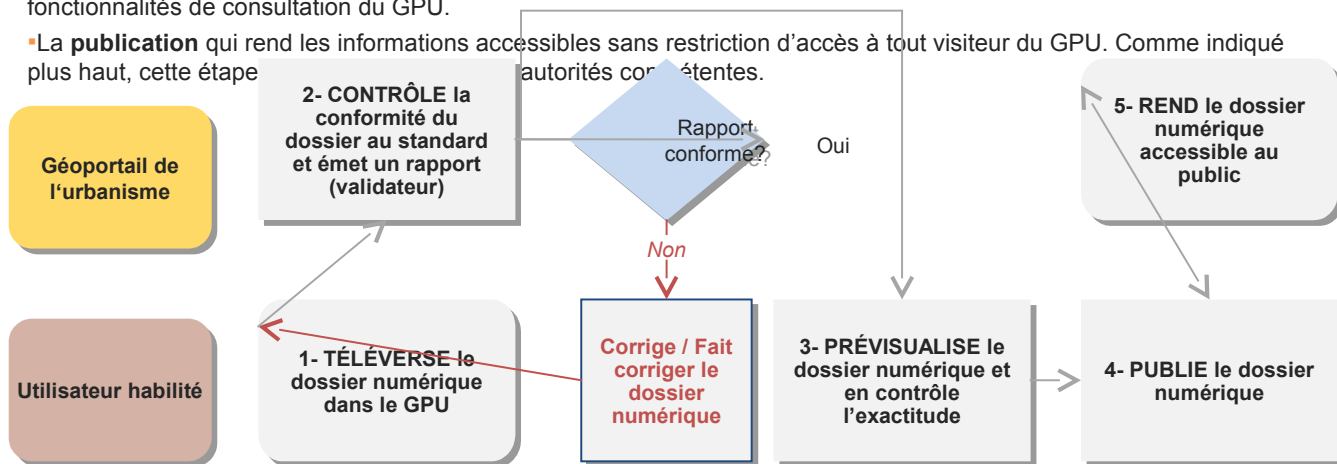 fonctionnalités de consultation du GPU.
▪La publication qui rend les informations accessibles sans restriction d'accès à tout visiteur du GPU. Comme indiqué
plus haut, cette étape autorités compétentes.
Géoportail de
l'urbanisme
2- CONTRÔLE la
conformité du
dossier au standard
et émet un rapport
(validateur)
Rapport
conforme?
Oui
5- REND le dossier
numérique
accessible au
public
Non
Utilisateur habilité
1- TÉLÉVERSE le
dossier numérique
dans le GPU
Corrige / Fait
corriger le
dossier
numérique
3- PRÉVISUALISE le
dossier numérique et
en contrôle
l'exactitude
4- PUBLIE le dossier
numérique